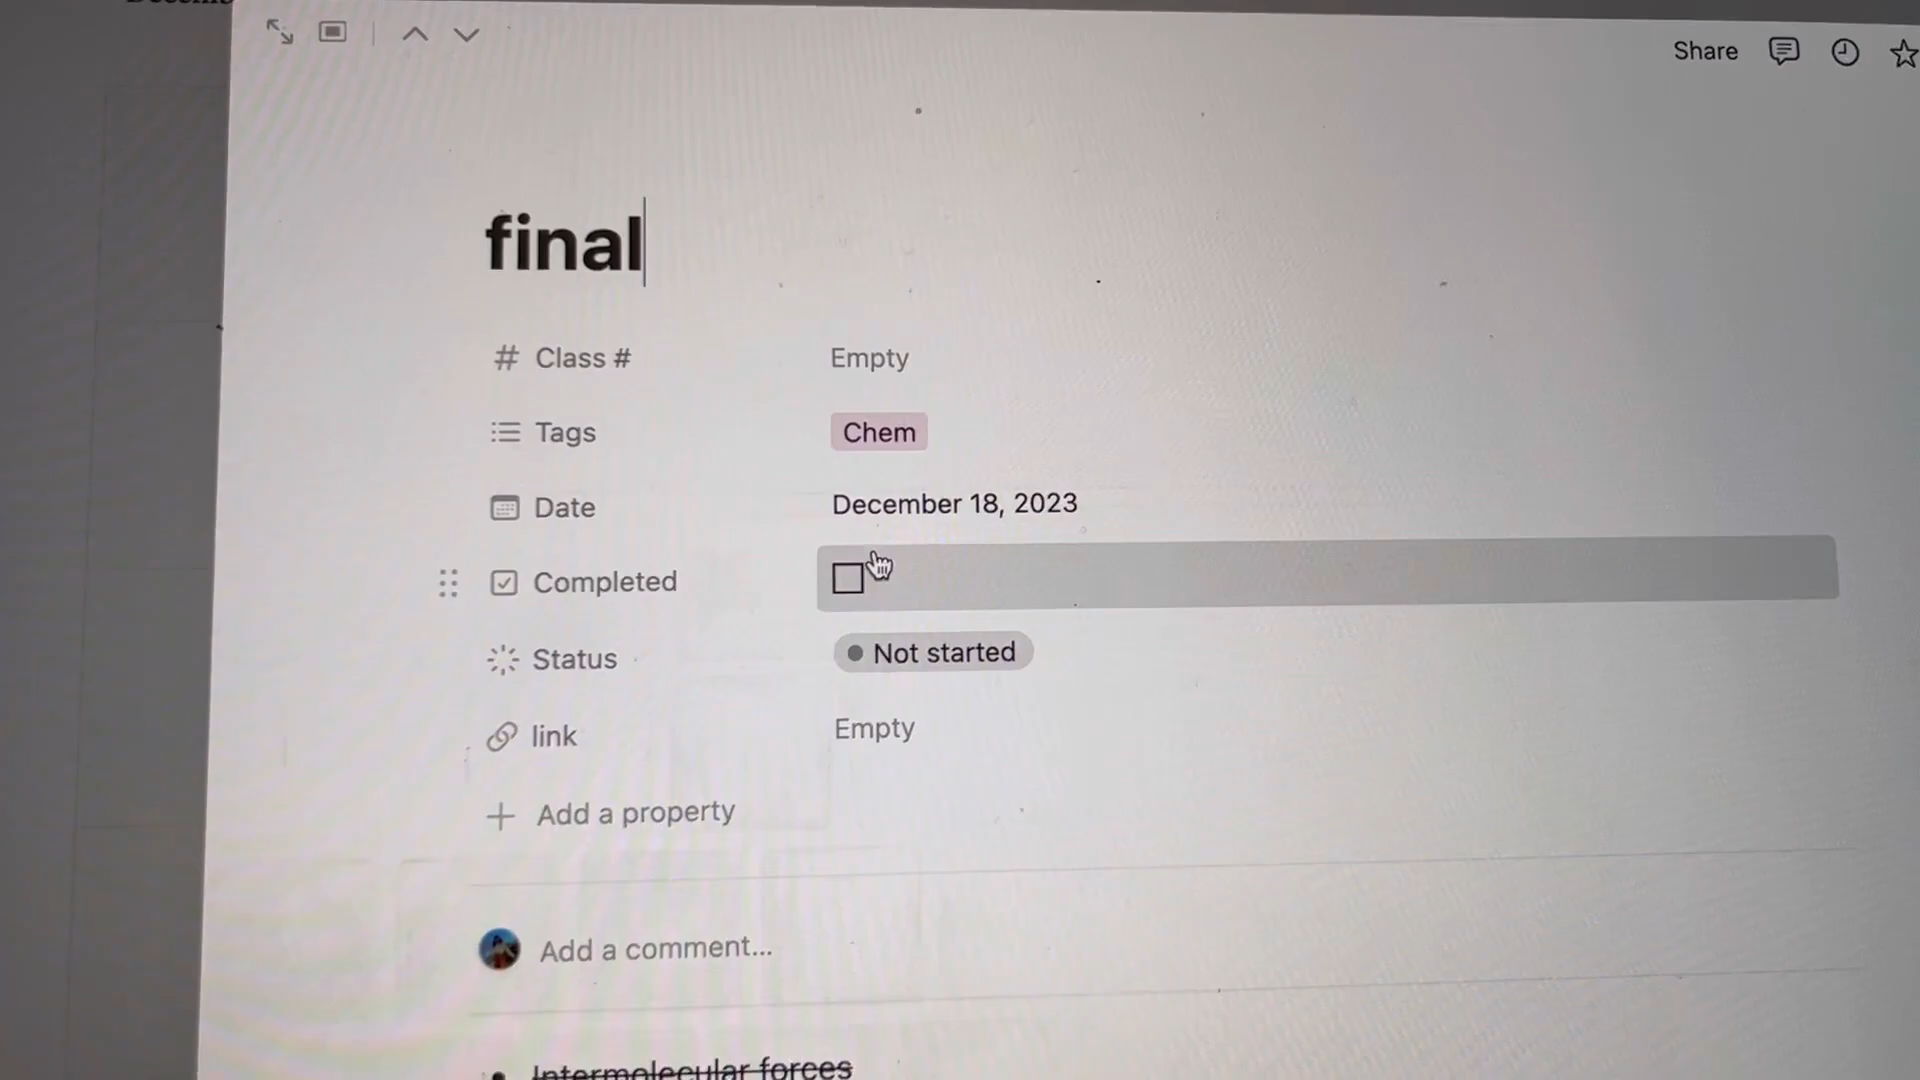 Share
final
# Class # Empty
Tags Chem
Date December 18, 2023
Completed
Status Not started
link Empty
+ Add a property
Add a comment...
• Intermolecular forces